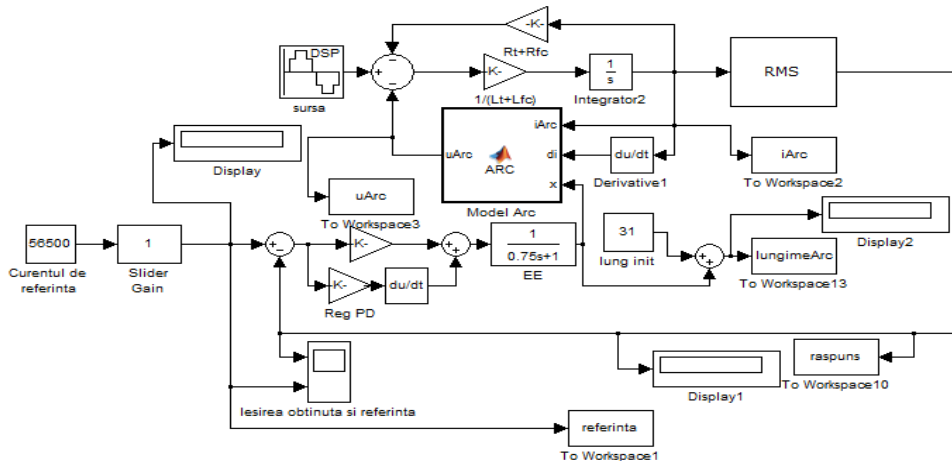 -K-
Rt+Rfc
DSP
sursa
+
−
−
K-
1/(Lt+Lfc)
1
s
Integrator2
RMS
Display
uArc
iArc
di
x
ARC
Model Arc
du/dt
Derivative1
iArc
To Workspace2
uArc
To Workspace3
56500
Curentul de
referinta
1
Slider
Gain
+
−
K-
-K-
Reg PD
du/dt
+
+
1
0.75s+1
EE
31
lung init
+
+
Display2
lungimeArc
To Workspace13
Iesirea obtinuta si referinta
Display1
raspuns
To Workspace10
referinta
To Workspace1